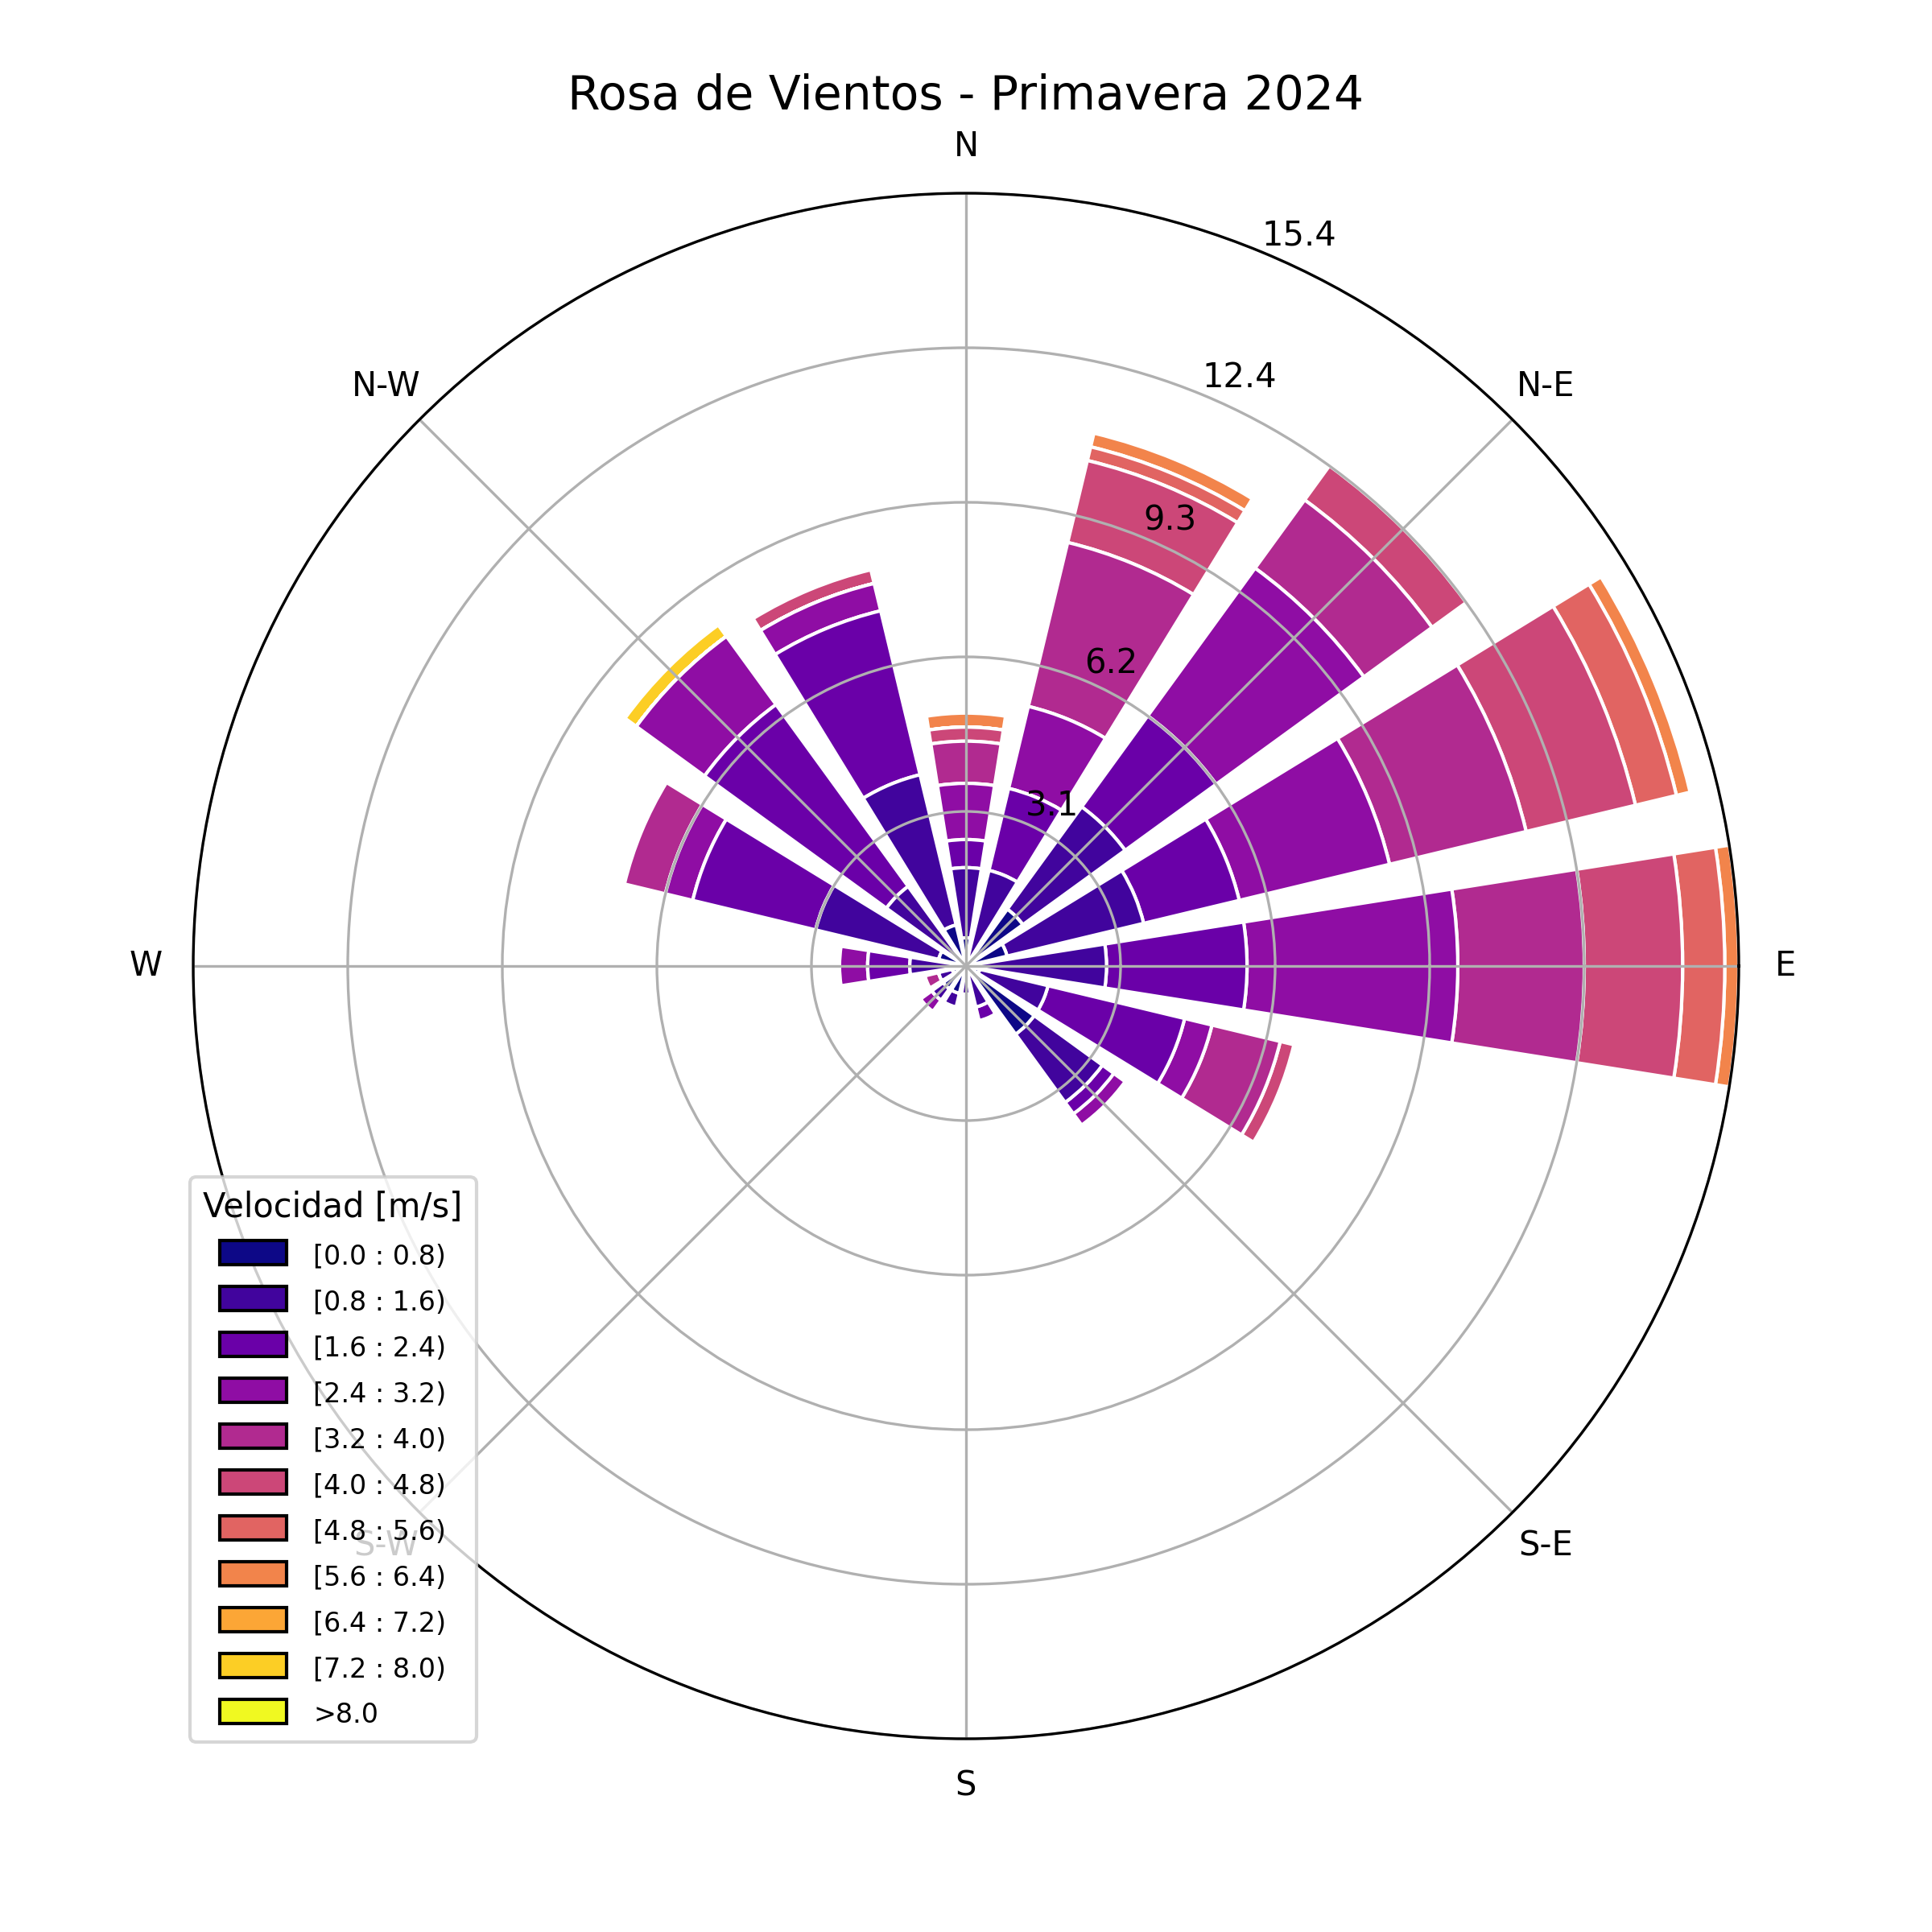 Rosa de Vientos - Primavera 2024
N
15.4
12.4
N-W
N-E
9.3
6.2
3.1
W
E
Velocidad [m/s]
[0.0 : 0.8)
[0.8 : 1.6)
[1.6 : 2.4)
[2.4 : 3.2)
[3.2 : 4.0)
[4.0 : 4.8)
[4.8 : 5.6)
S-W
S-E
[5.6 : 6.4)
[6.4 : 7.2)
[7.2 : 8.0)
>8.0
S